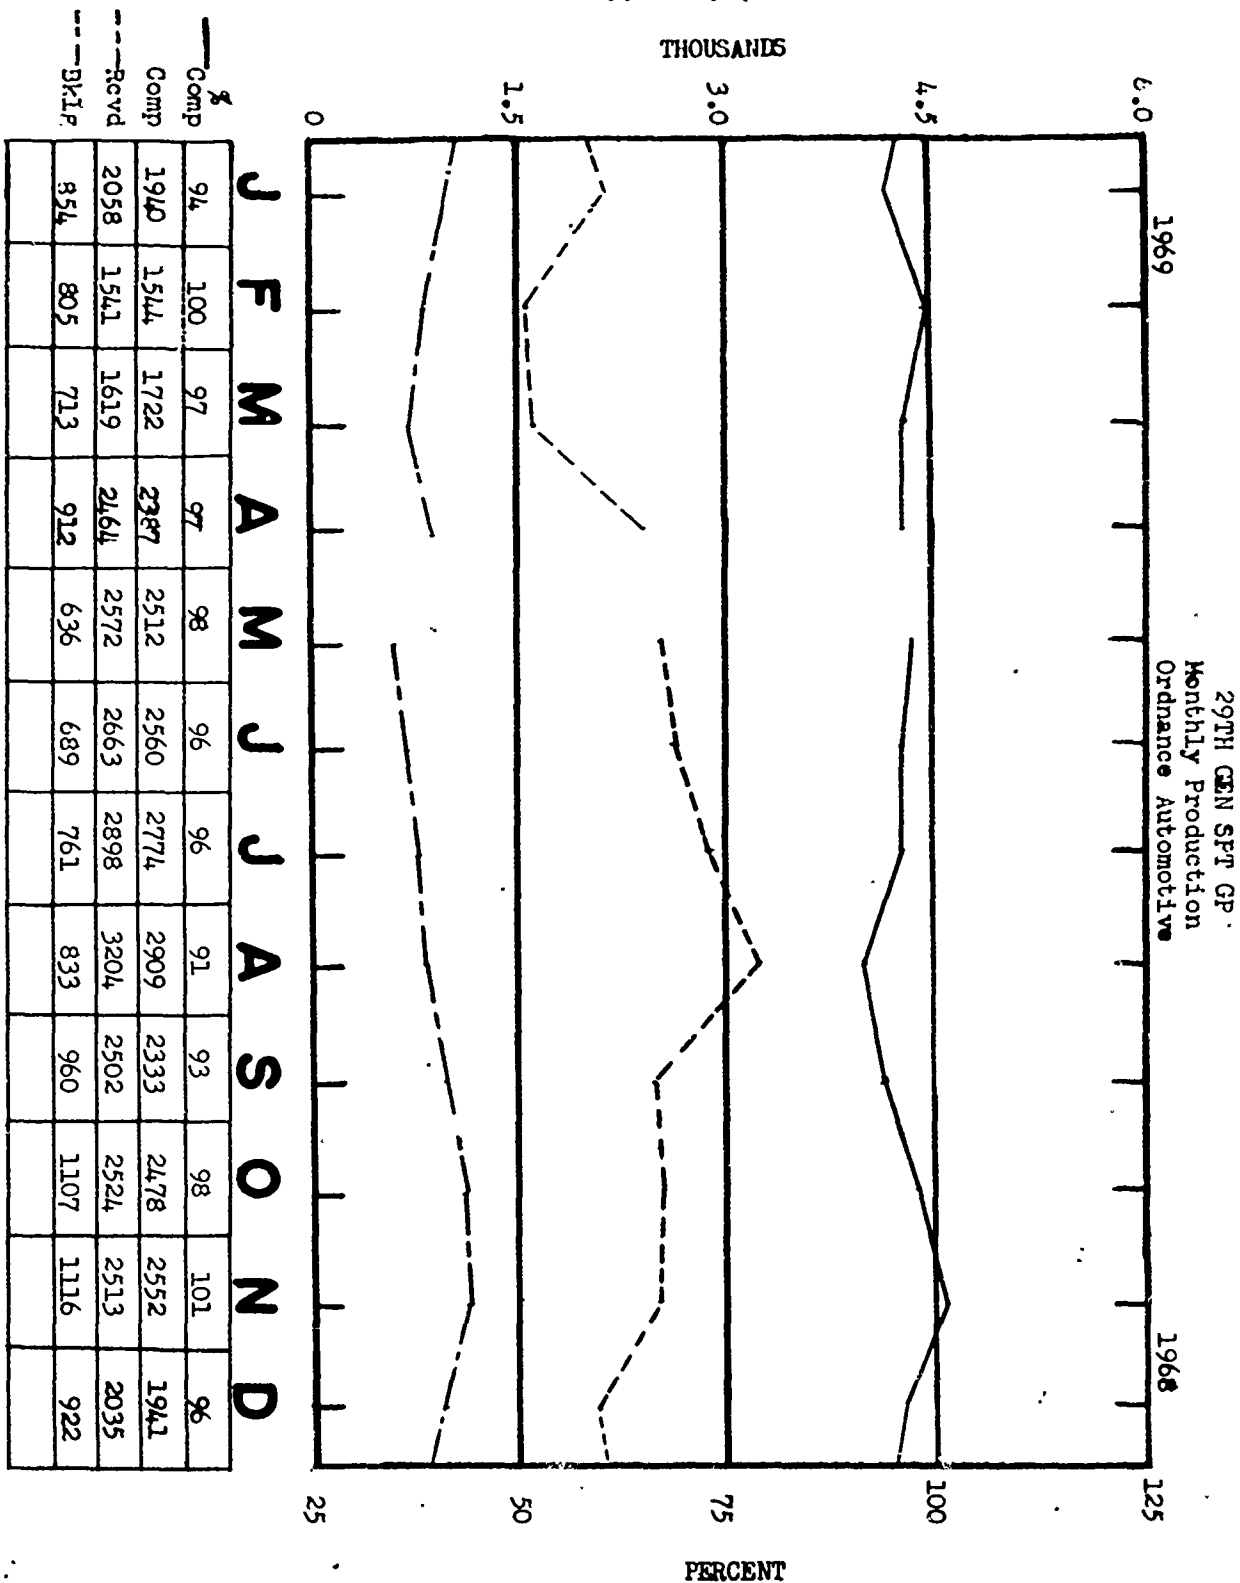 29TH GEN SPT GP
Monthly Production
Ordnance Automotive
1969 1968
THOUSANDS
6.0
4.5
3.0
1.5
0
PERCENT
125
100
75
50
25
J F M A M J J A S O N D
% Comp 94 100 97 97 98 96 96 91 93 98 101 96
Comp 1940 1544 1722 2387 2512 2560 2774 2909 2333 2478 2552 1941
Rcvd 2058 1541 1619 2464 2572 2663 2898 3204 2502 2524 2513 2035
Bklg 854 805 713 912 636 689 761 833 960 1107 1116 922